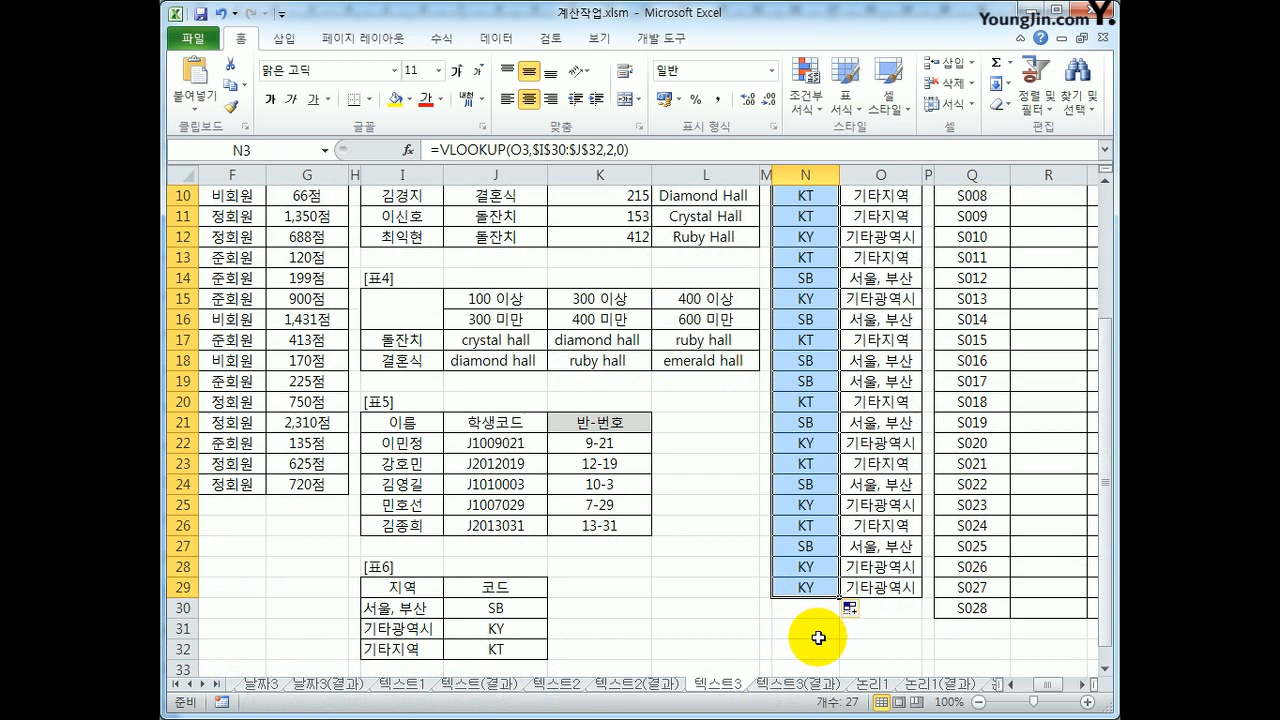 계산작업.xlsm - Microsoft Excel
YoungJin.com Y.
파일 홈 삽입 페이지 레이아웃 수식 데이터 검토 보기 개발 도구
붙여넣기
맑은 고딕 11
가 가 가
일반
조건부 서식 표 서식 셀 스타일
삽입
삭제
서식
정렬 및 필터 찾기 및 선택
클립보드 글꼴 맞춤 표시 형식 스타일 셀 편집
N3 fx =VLOOKUP(O3,$I$30:$J$32,2,0)
F G H I J K L M N O P Q R
10 비회원 66점 김경지 결혼식 215 Diamond Hall KT 기타지역 S008
11 정회원 1,350점 이신호 돌잔치 153 Crystal Hall KT 기타지역 S009
12 정회원 688점 최익현 돌잔치 412 Ruby Hall KY 기타광역시 S010
13 준회원 120점 KT 기타지역 S011
14 준회원 199점 [표4] SB 서울, 부산 S012
15 준회원 900점 100 이상 300 이상 400 이상 KY 기타광역시 S013
16 비회원 1,431점 300 미만 400 미만 600 미만 SB 서울, 부산 S014
17 준회원 413점 돌잔치 crystal hall diamond hall ruby hall KT 기타지역 S015
18 비회원 170점 결혼식 diamond hall ruby hall emerald hall SB 서울, 부산 S016
19 준회원 225점 SB 서울, 부산 S017
20 정회원 750점 [표5] KT 기타지역 S018
21 정회원 2,310점 이름 학생코드 반-번호 SB 서울, 부산 S019
22 준회원 135점 이민정 J1009021 9-21 KY 기타광역시 S020
23 정회원 625점 강호민 J2012019 12-19 KT 기타지역 S021
24 정회원 720점 김영길 J1010003 10-3 SB 서울, 부산 S022
25 민호선 J1007029 7-29 KY 기타광역시 S023
26 김종희 J2013031 13-31 KT 기타지역 S024
27 SB 서울, 부산 S025
28 [표6] KY 기타광역시 S026
29 지역 코드 KY 기타광역시 S027
30 서울, 부산 SB S028
31 기타광역시 KY
32 기타지역 KT
33
날짜3 날짜3(결과) 텍스트1 텍스트(결과) 텍스트2 텍스트2(결과) 텍스트3 텍스트3(결과) 논리1 논리1(결과)
준비 개수: 27 100%